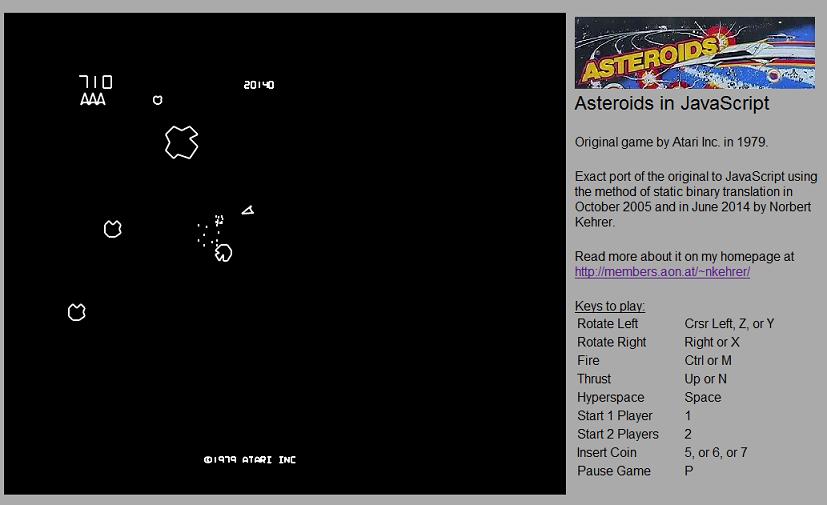 710
20140
©1979 ATARI INC
ASTEROIDS
Asteroids in JavaScript
Original game by Atari Inc. in 1979.
Exact port of the original to JavaScript using
the method of static binary translation in
October 2005 and in June 2014 by Norbert
Kehrer.
Read more about it on my homepage at
http://members.aon.at/~nkehrer/
Keys to play:
Rotate Left Crsr Left, Z, or Y
Rotate Right Right or X
Fire Ctrl or M
Thrust Up or N
Hyperspace Space
Start 1 Player 1
Start 2 Players 2
Insert Coin 5, or 6, or 7
Pause Game P